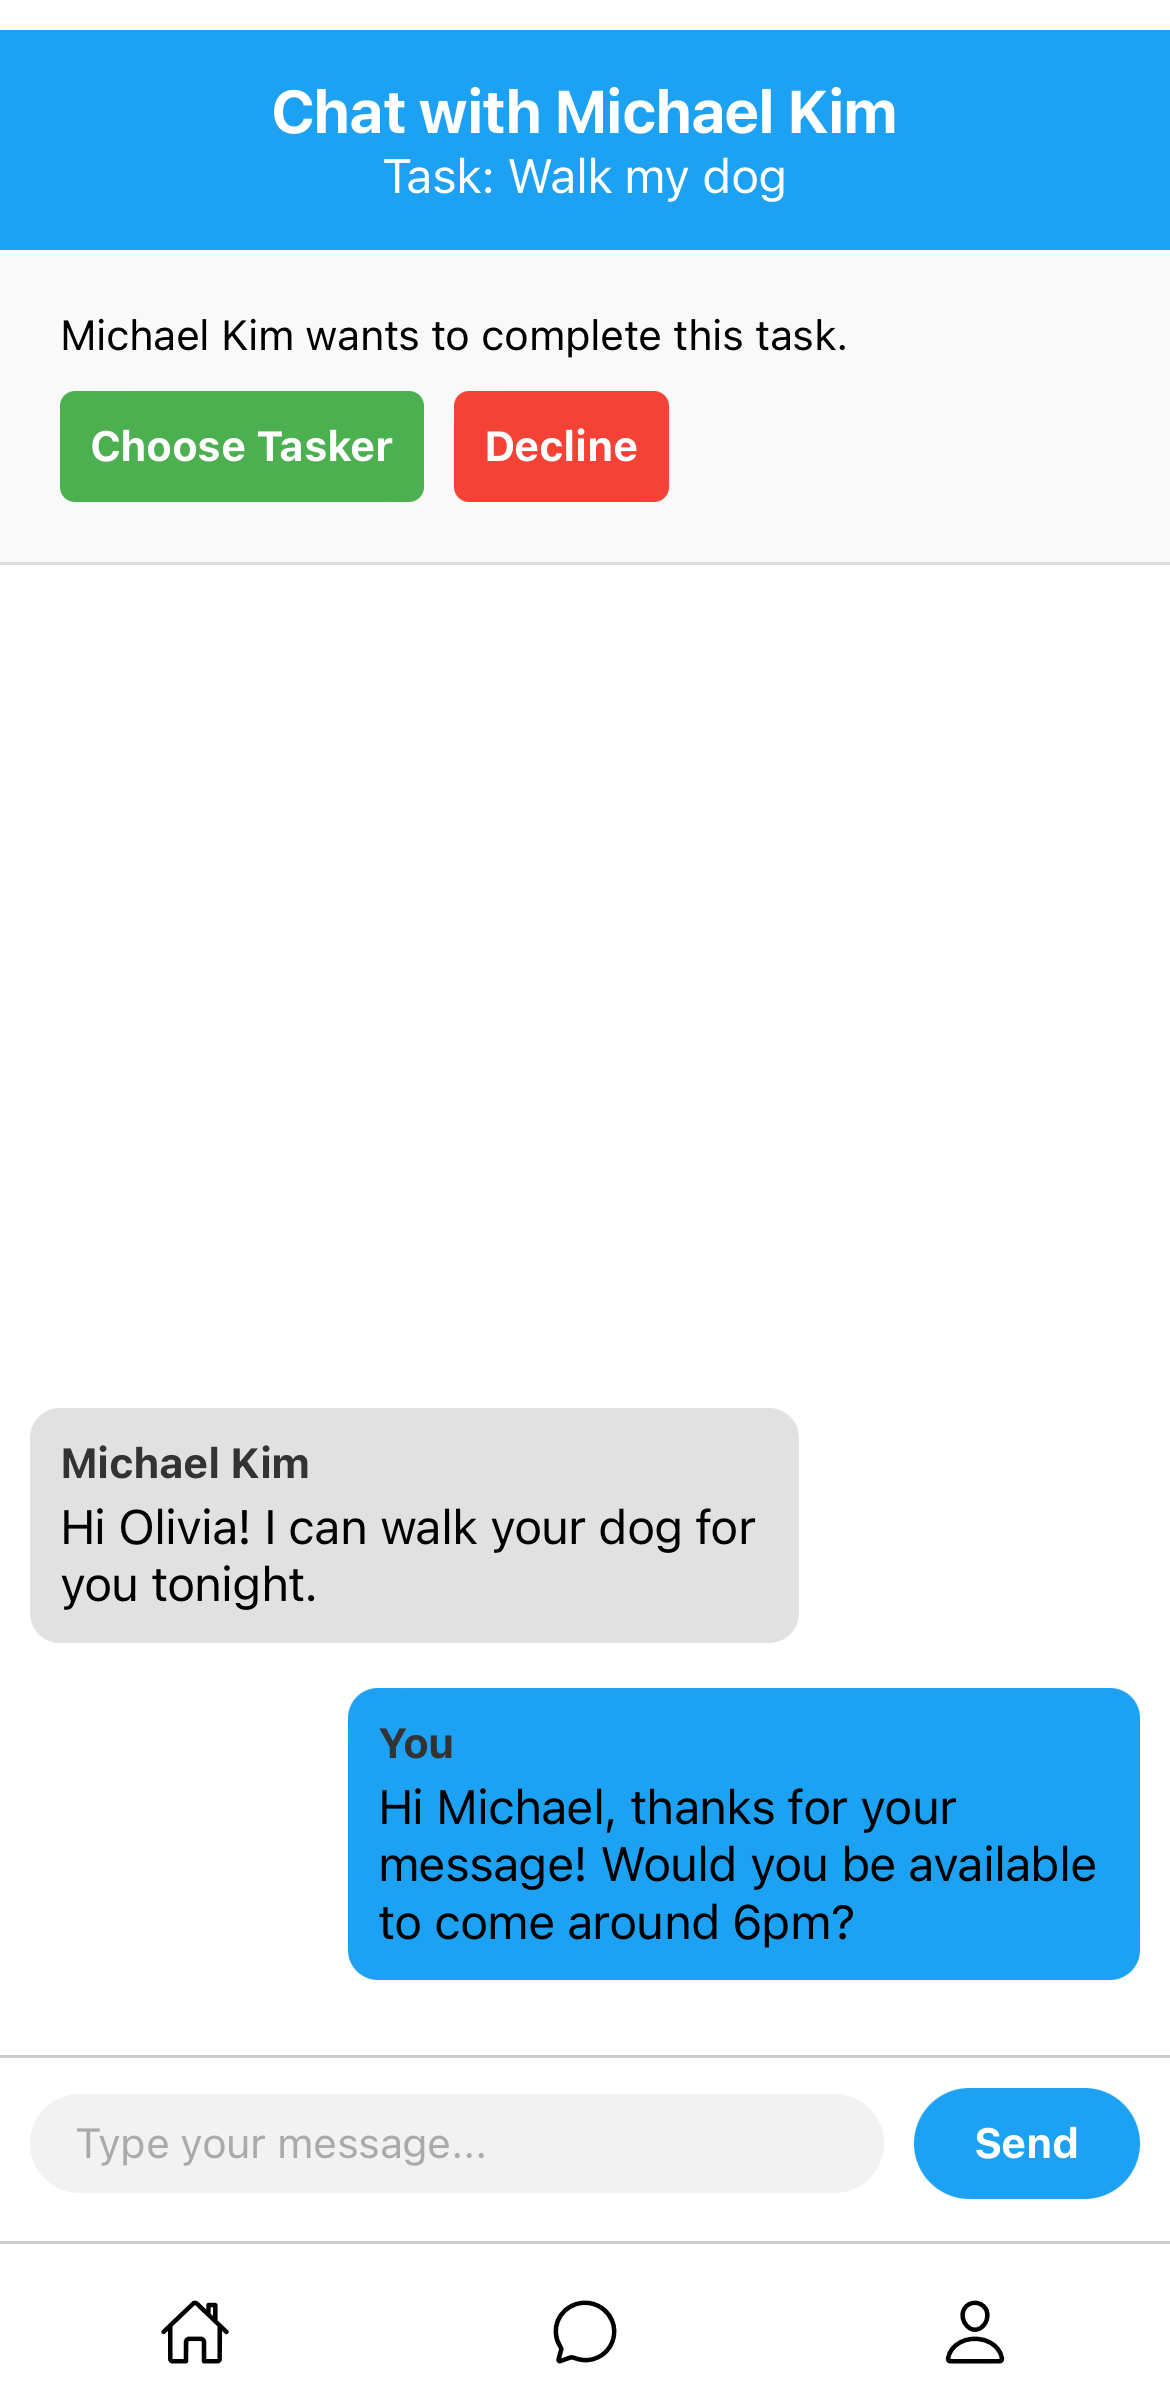 Chat with Michael Kim
Task: Walk my dog
Michael Kim wants to complete this task.
Choose Tasker
Decline
Michael Kim
Hi Olivia! I can walk your dog for
you tonight.
You
Hi Michael, thanks for your
message! Would you be available
to come around 6pm?
Type your message...
Send